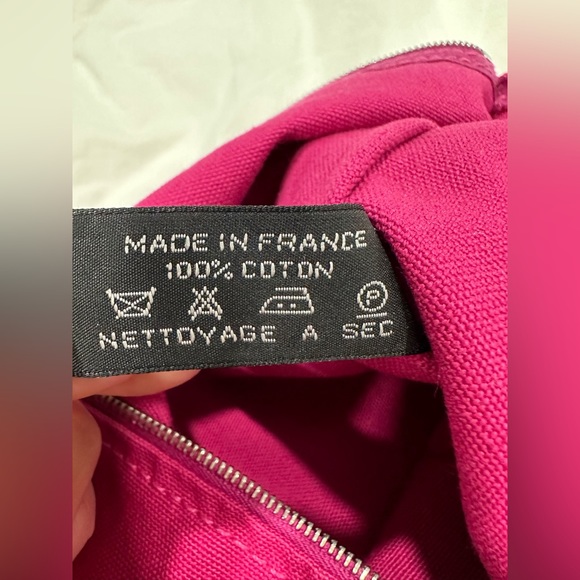 MADE IN FRANCE
100% COTON
P
NETTOYAGE A SEC